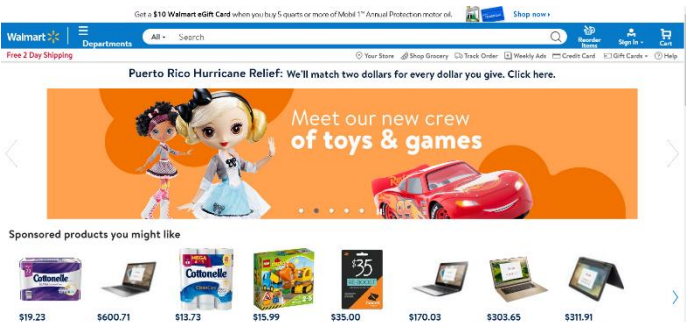 Get a $10 Walmart eGift Card when you buy 5 quarts or more of Mobil 1™ Annual Protection motor oil. Shop now ›
Walmart Departments All Search Reorder Items Sign In Cart
Free 2 Day Shipping Your Store Shop Grocery Track Order Weekly Ads Credit Card Gift Cards Help
Puerto Rico Hurricane Relief: We'll match two dollars for every dollar you give. Click here.
Meet our new crew
of toys & games
Sponsored products you might like
MEGA
Cottonelle Cottonelle $35
$19.23 $600.71 $13.73 $15.99 $35.00 $170.03 $303.65 $311.91